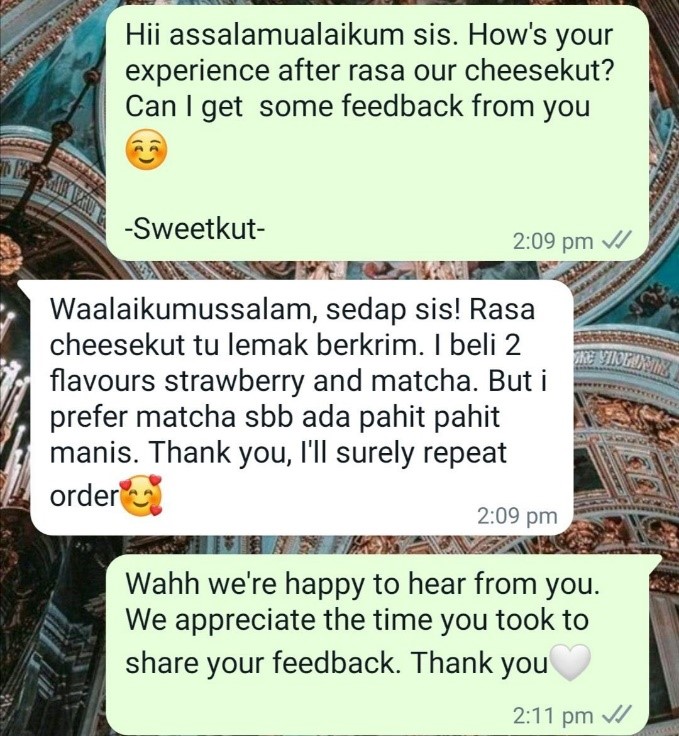 Hii assalamualaikum sis. How's your
experience after rasa our cheesekut?
Can I get  some feedback from you
☺️
-Sweetkut-
2:09 pm
Waalaikumussalam, sedap sis! Rasa
cheesekut tu lemak berkrim. I beli 2
flavours strawberry and matcha. But i
prefer matcha sbb ada pahit pahit
manis. Thank you, I'll surely repeat
order🥰
2:09 pm
Wahh we're happy to hear from you.
We appreciate the time you took to
share your feedback. Thank you🤍
2:11 pm